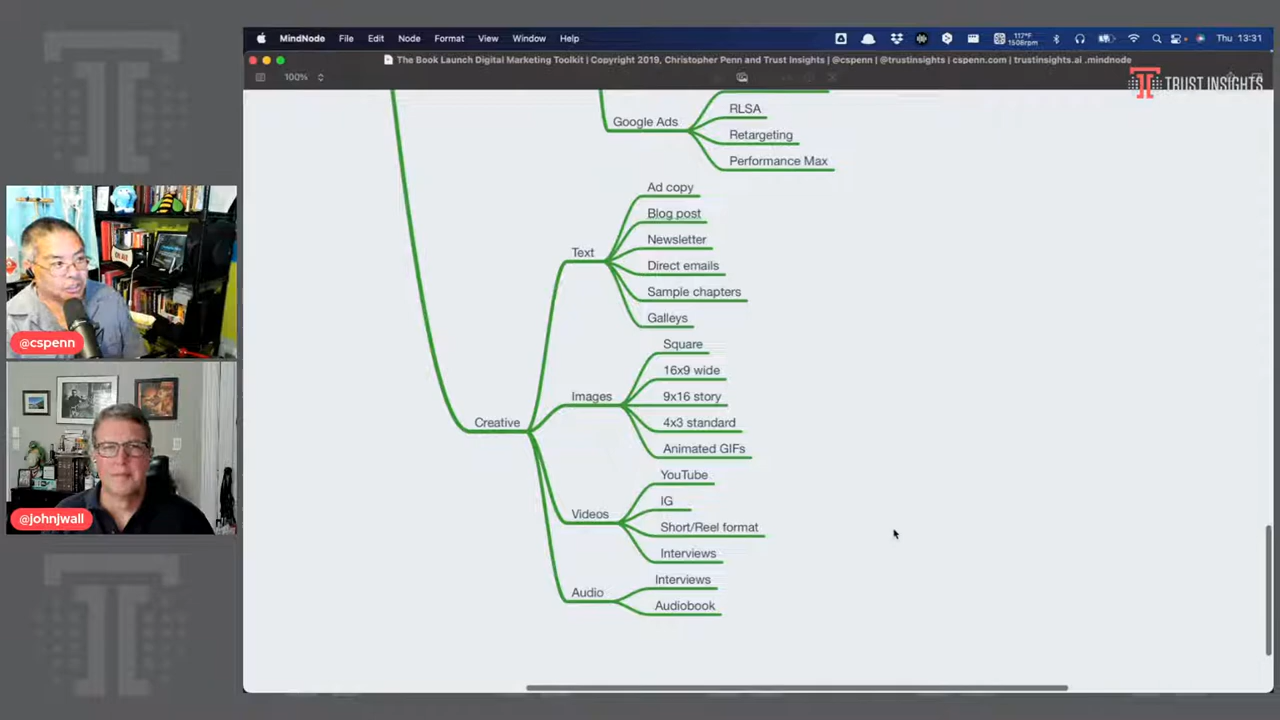 MindNode File Edit Node Format View Window Help
117°F
1508rpm
Thu 13:31
The Book Launch Digital Marketing Toolkit | Copyright 2019, Christopher Penn and Trust Insights | @cspenn | @trustinsights | cspenn.com | trustinsights.ai .mindnode
100%
TRUST INSIGHTS
Google Ads
RLSA
Retargeting
Performance Max
Creative
Text
Ad copy
Blog post
Newsletter
Direct emails
Sample chapters
Galleys
Images
Square
16x9 wide
9x16 story
4x3 standard
Animated GIFs
Videos
YouTube
IG
Short/Reel format
Interviews
Audio
Interviews
Audiobook
@cspenn
@johnjwall